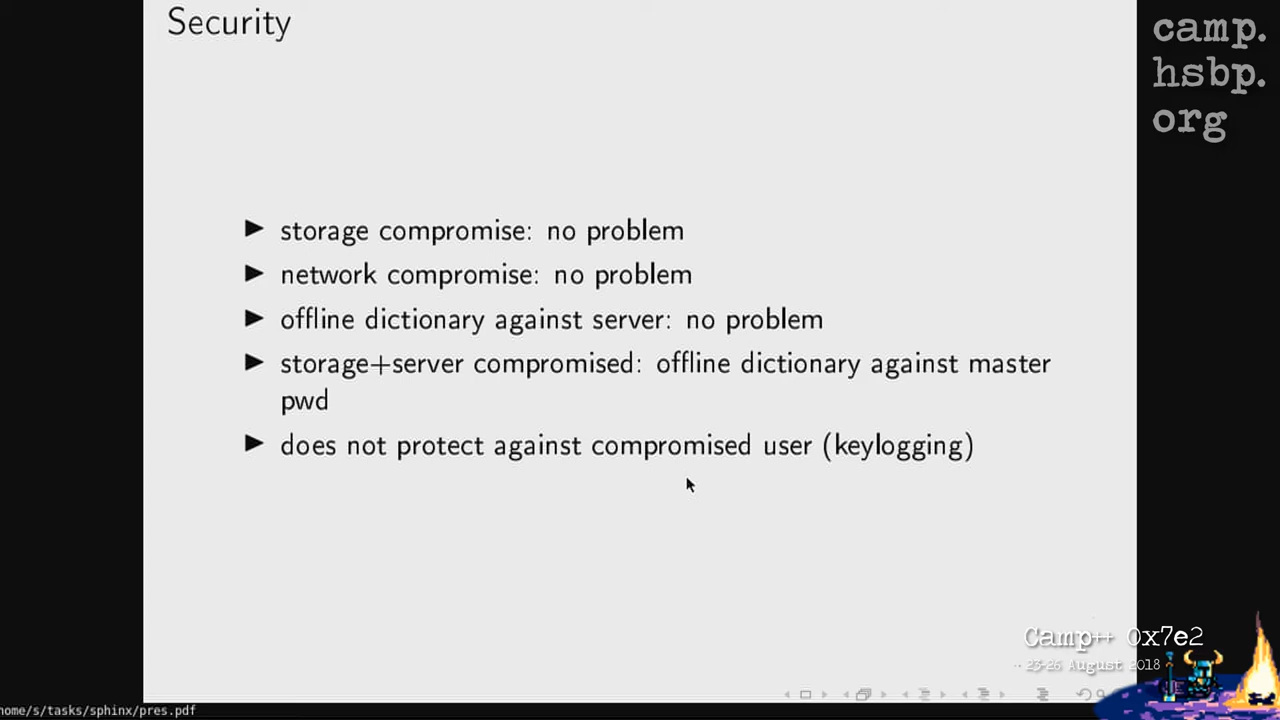 Security
camp.
hsbp.
org
▶ storage compromise: no problem
▶ network compromise: no problem
▶ offline dictionary against server: no problem
▶ storage+server compromised: offline dictionary against master
pwd
▶ does not protect against compromised user (keylogging)
Camp++ 0x7e2
23-26 August 2018
home/s/tasks/sphinx/pres.pdf